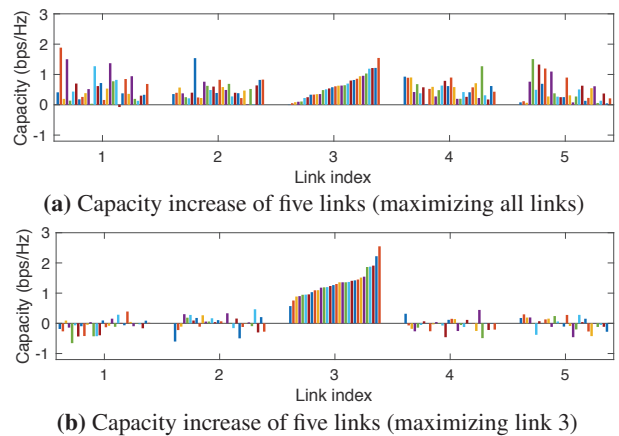 Capacity (bps/Hz)
3
2
1
0
-1
1 2 3 4 5
Link index
(a) Capacity increase of five links (maximizing all links)
Capacity (bps/Hz)
3
2
1
0
-1
1 2 3 4 5
Link index
(b) Capacity increase of five links (maximizing link 3)